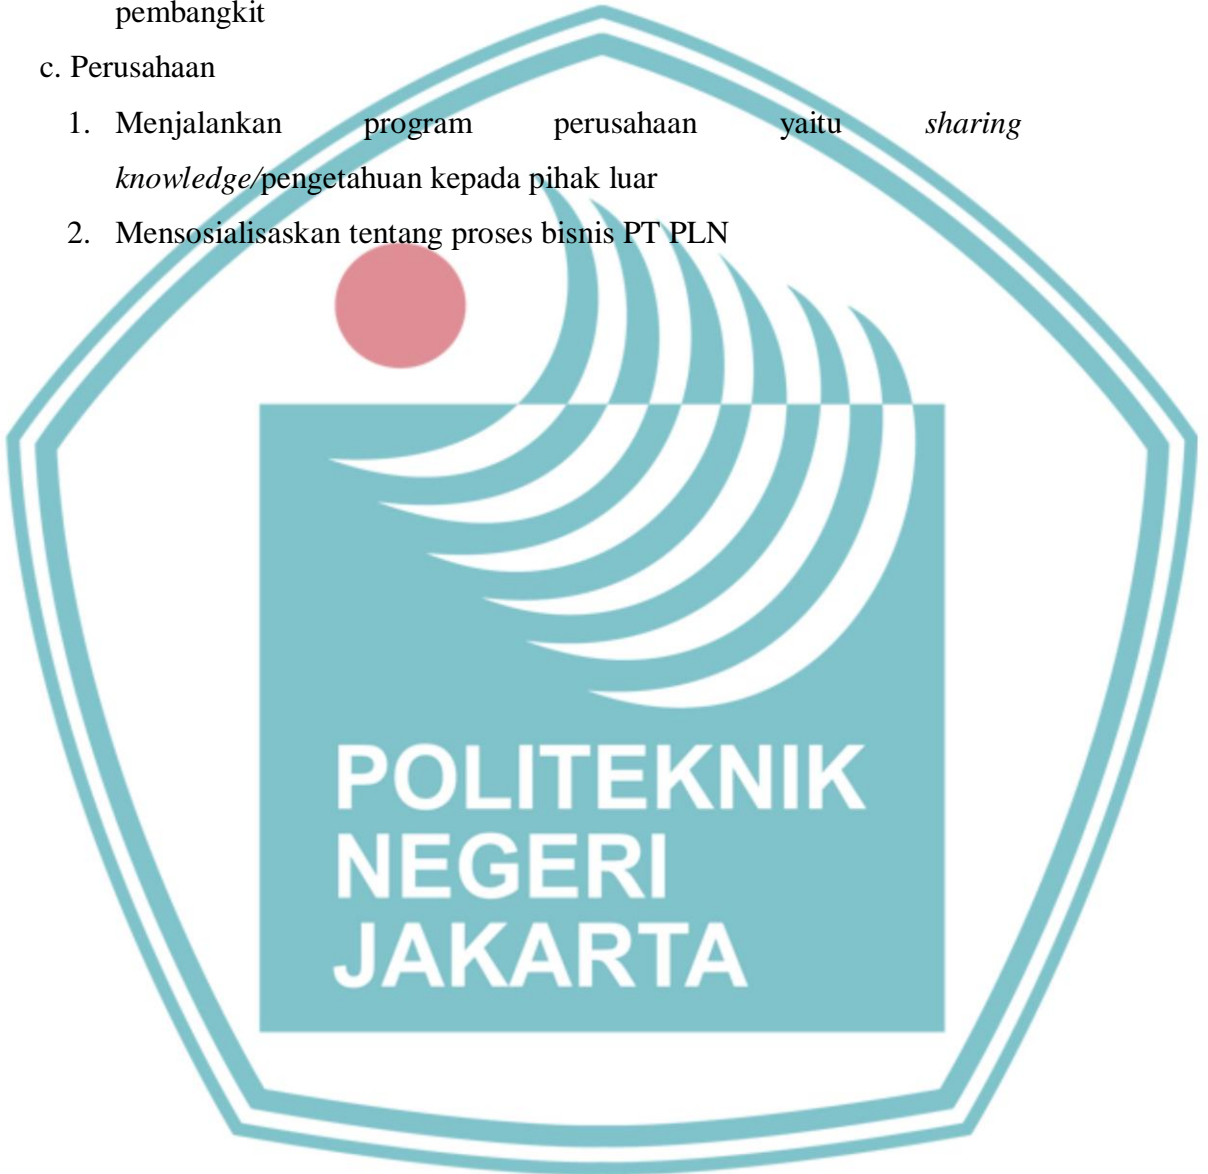 pembangkit
c. Perusahaan
1. Menjalankan program perusahaan yaitu sharing
knowledge/pengetahuan kepada pihak luar
2. Mensosialisaskan tentang proses bisnis PT PLN
POLITEKNIK
NEGERI
JAKARTA